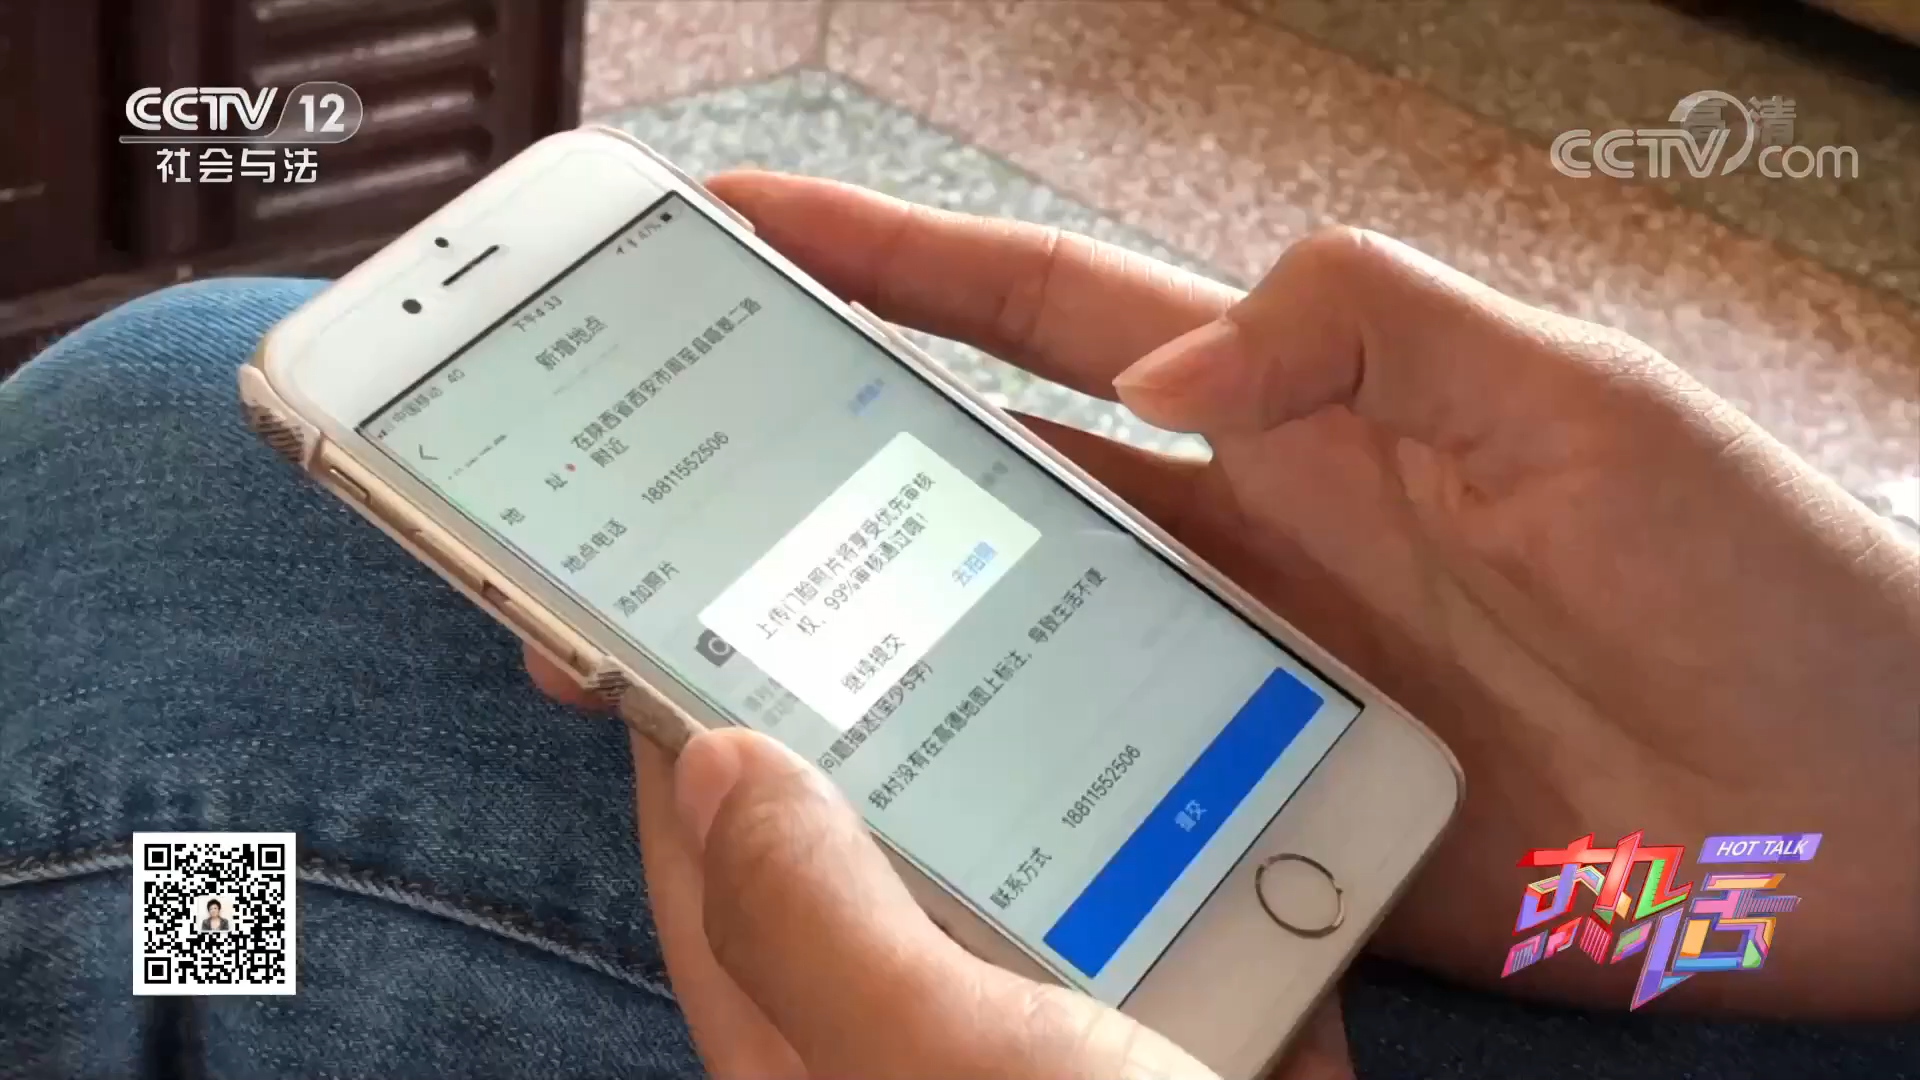 CCTV 12
社会与法
高清
CCTV com
中国移动 4G
下午4:33
47%
新增地点
地 址
在陕西省西安市周至县峪翠二路
附近
地点电话
18811552506
添加照片
上传门脸照片将享受优先审核
权，99%审核通过哦！
继续提交
去拍照
问题描述(至少5字)
我村没有在高德地图上标注，导致生活不便
联系方式
18811552506
提交
热话
HOT TALK